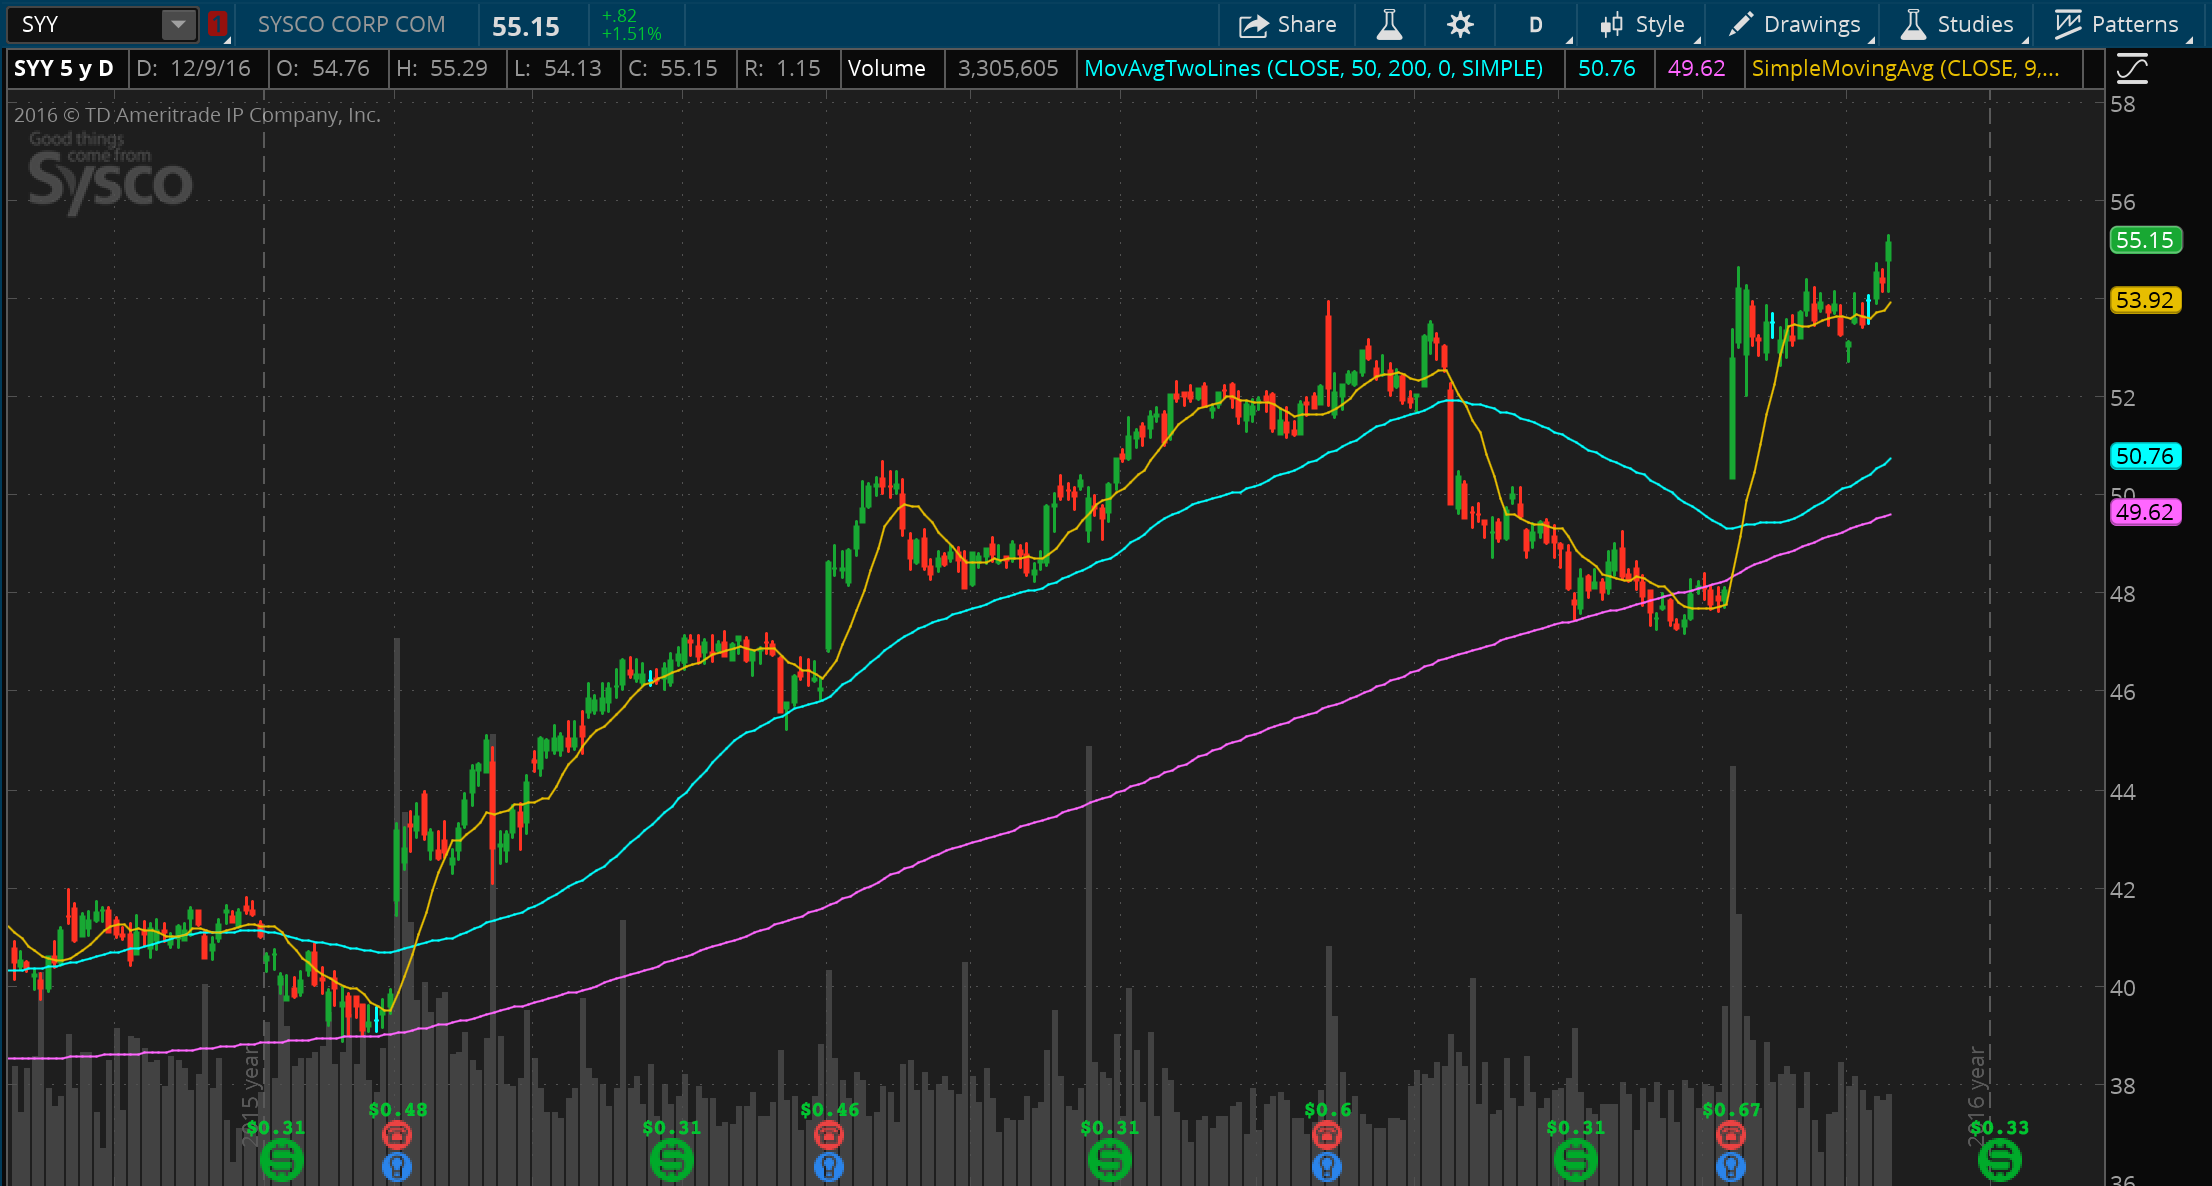 SYY
1
SYSCO CORP COM
55.15
+.82
+1.51%
Share
D
Style
Drawings
Studies
Patterns
SYY 5 y D
D: 12/9/16
O: 54.76
H: 55.29
L: 54.13
C: 55.15
R: 1.15
Volume
3,305,605
MovAvgTwoLines (CLOSE, 50, 200, 0, SIMPLE)
50.76
49.62
SimpleMovingAvg (CLOSE, 9,...
2016 © TD Ameritrade IP Company, Inc.
Good things
come from
Sysco
58
56
55.15
53.92
52
50.76
50
49.62
48
46
44
42
40
38
36
2015 year
2016 year
$0.48
$0.46
$0.6
$0.67
$0.31
$0.31
$0.31
$0.31
$0.33